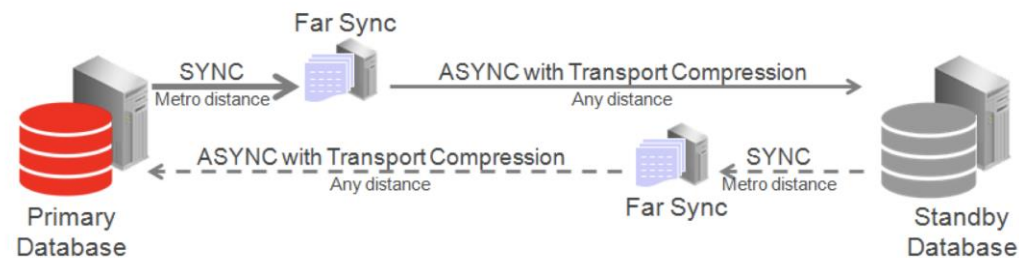 Far Sync
SYNC
Metro distance
ASYNC with Transport Compression
Any distance
ASYNC with Transport Compression
Any distance
SYNC
Metro distance
Far Sync
Primary
Database
Standby
Database